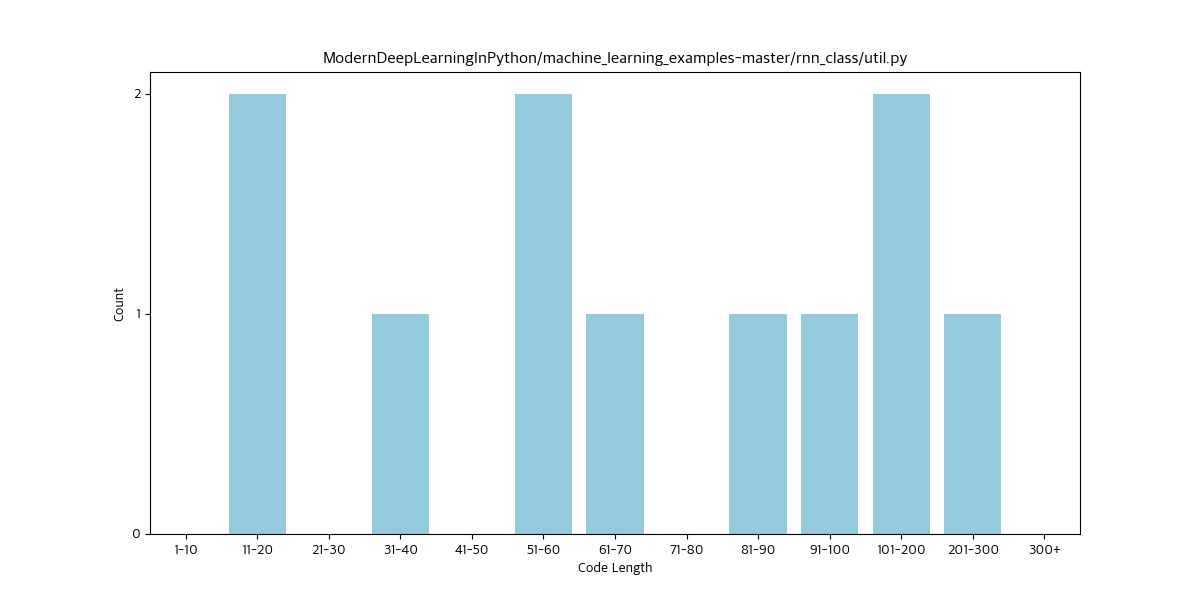 ModernDeepLearningInPython/machine_learning_examples-master/rnn_class/util.py
2
1
0
Count
1-10 11-20 21-30 31-40 41-50 51-60 61-70 71-80 81-90 91-100 101-200 201-300 300+
Code Length